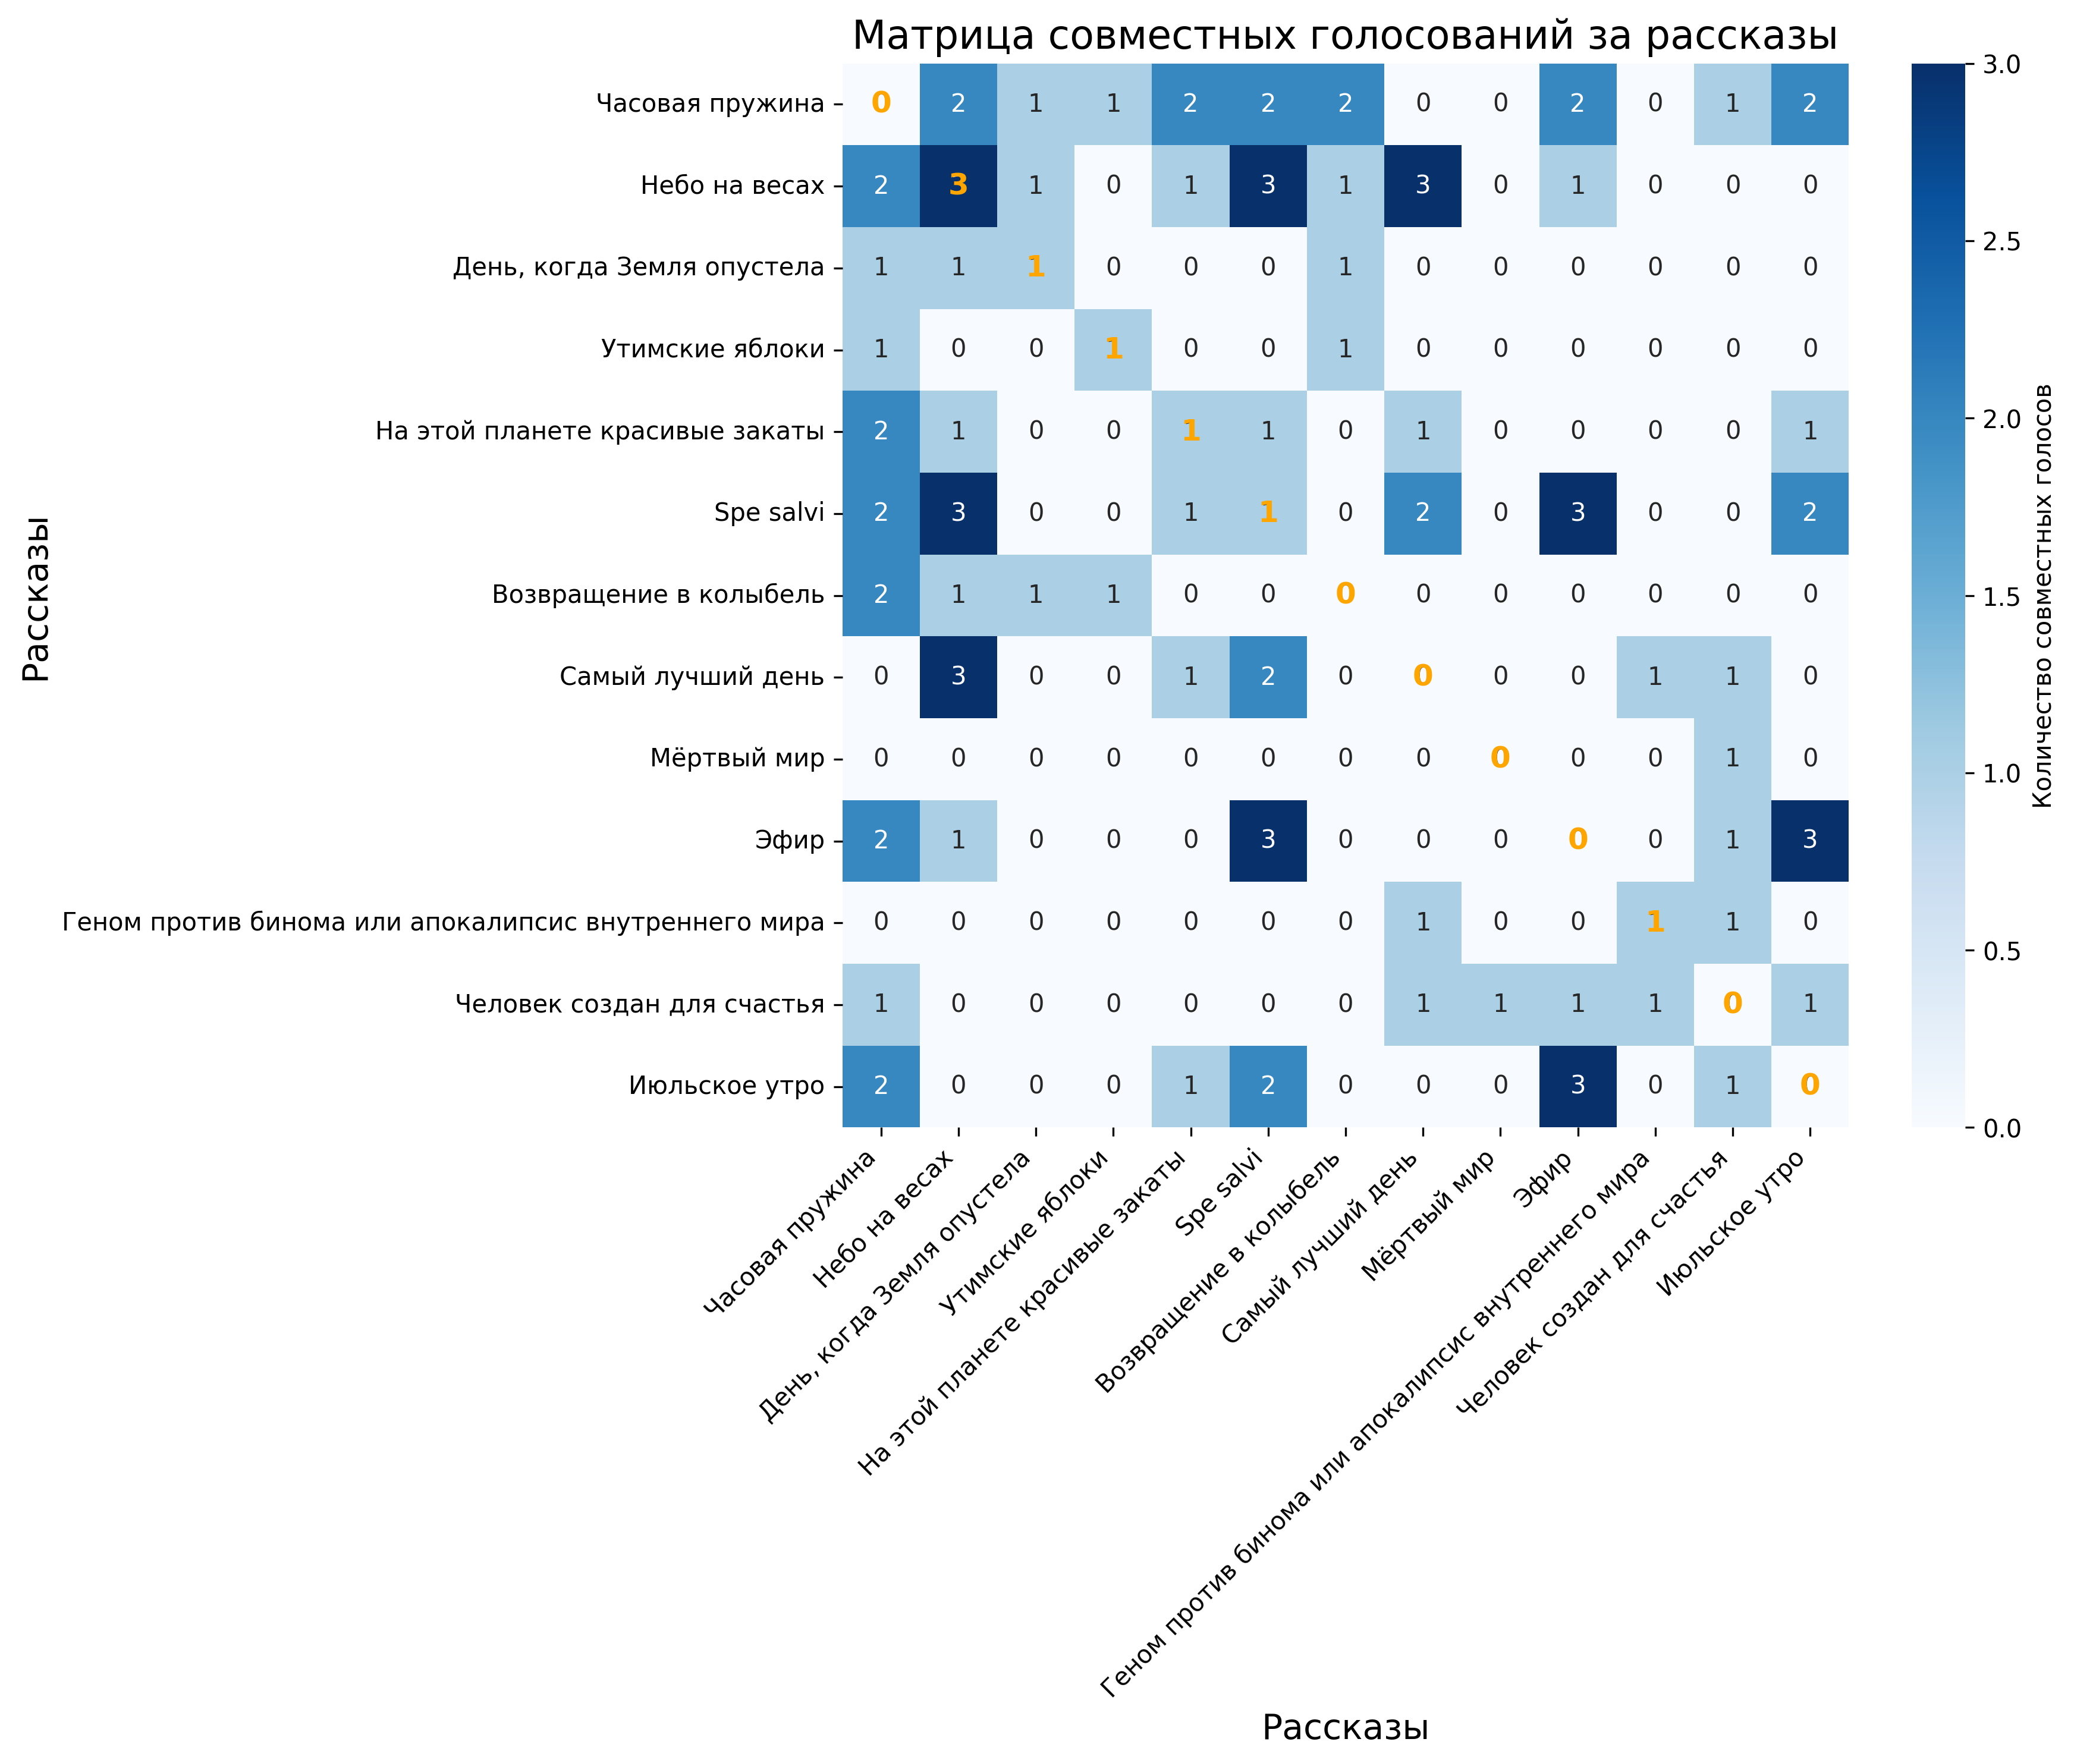 Матрица совместных голосований за рассказы
Рассказы
Часовая пружина 0 2 1 1 2 2 2 0 0 2 0 1 2
Небо на весах 2 3 1 0 1 3 1 3 0 1 0 0 0
День, когда Земля опустела 1 1 1 0 0 0 1 0 0 0 0 0 0
Утимские яблоки 1 0 0 1 0 0 1 0 0 0 0 0 0
На этой планете красивые закаты 2 1 0 0 1 1 0 1 0 0 0 0 1
Spe salvi 2 3 0 0 1 1 0 2 0 3 0 0 2
Возвращение в колыбель 2 1 1 1 0 0 0 0 0 0 0 0 0
Самый лучший день 0 3 0 0 1 2 0 0 0 0 1 1 0
Мёртвый мир 0 0 0 0 0 0 0 0 0 0 0 1 0
Эфир 2 1 0 0 0 3 0 0 0 0 0 1 3
Геном против бинома или апокалипсис внутреннего мира 0 0 0 0 0 0 0 1 0 0 1 1 0
Человек создан для счастья 1 0 0 0 0 0 0 1 1 1 1 0 1
Июльское утро 2 0 0 0 1 2 0 0 0 3 0 1 0
Часовая пружина
Небо на весах
День, когда Земля опустела
Утимские яблоки
На этой планете красивые закаты
Spe salvi
Возвращение в колыбель
Самый лучший день
Мёртвый мир
Эфир
Геном против бинома или апокалипсис внутреннего мира
Человек создан для счастья
Июльское утро
Рассказы
3.0
2.5
2.0
1.5
1.0
0.5
0.0
Количество совместных голосов